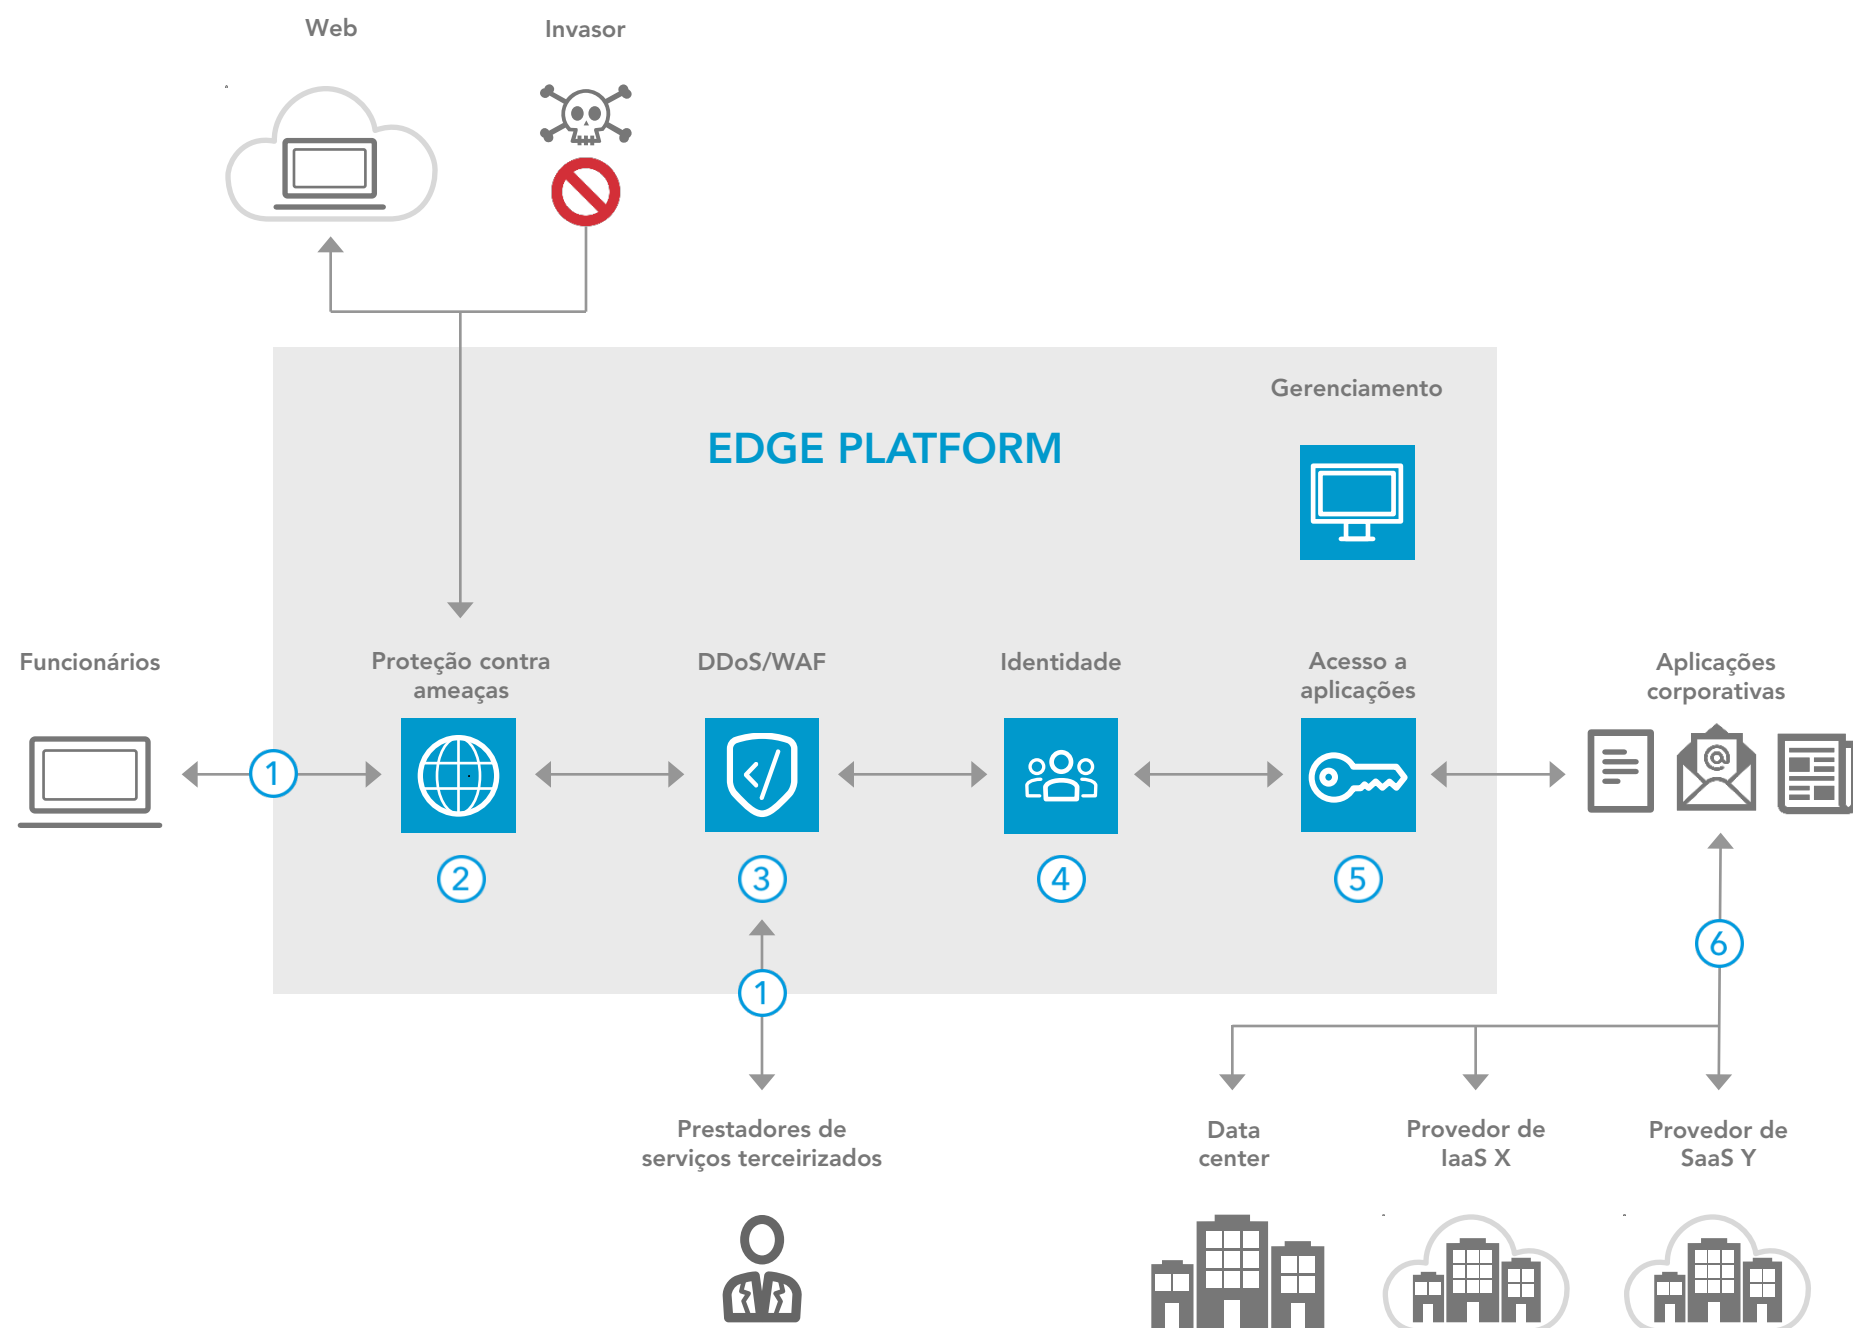 Web
Invasor
Gerenciamento
EDGE PLATFORM
Funcionários
Proteção contra
ameaças
DDoS/WAF
Identidade
Acesso a
aplicações
Aplicações
corporativas
@
1
2
3
4
5
6
1
Prestadores de
serviços terceirizados
Data
center
Provedor de
IaaS X
Provedor de
SaaS Y